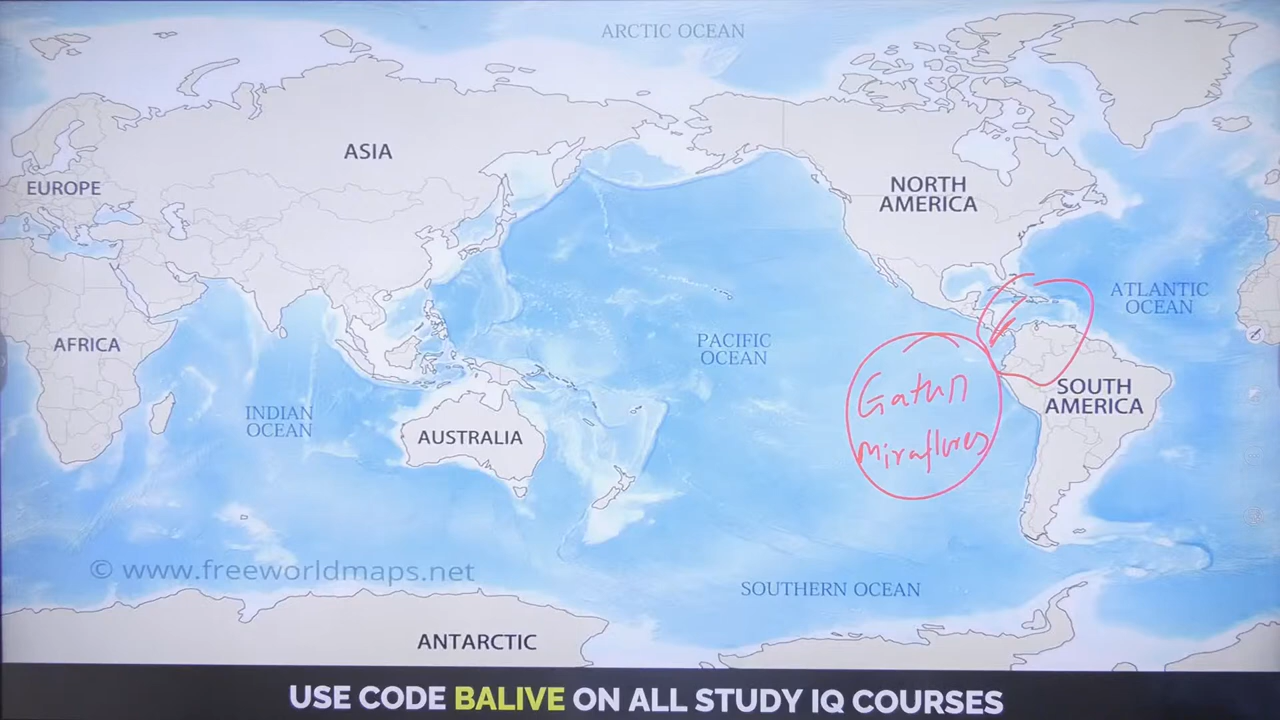 ARCTIC OCEAN
ASIA
EUROPE
NORTH
AMERICA
ATLANTIC
OCEAN
AFRICA
PACIFIC
OCEAN
Gatun
Miraflores
SOUTH
AMERICA
INDIAN
OCEAN
AUSTRALIA
© www.freeworldmaps.net
SOUTHERN OCEAN
ANTARCTIC
USE CODE BALIVE ON ALL STUDY IQ COURSES